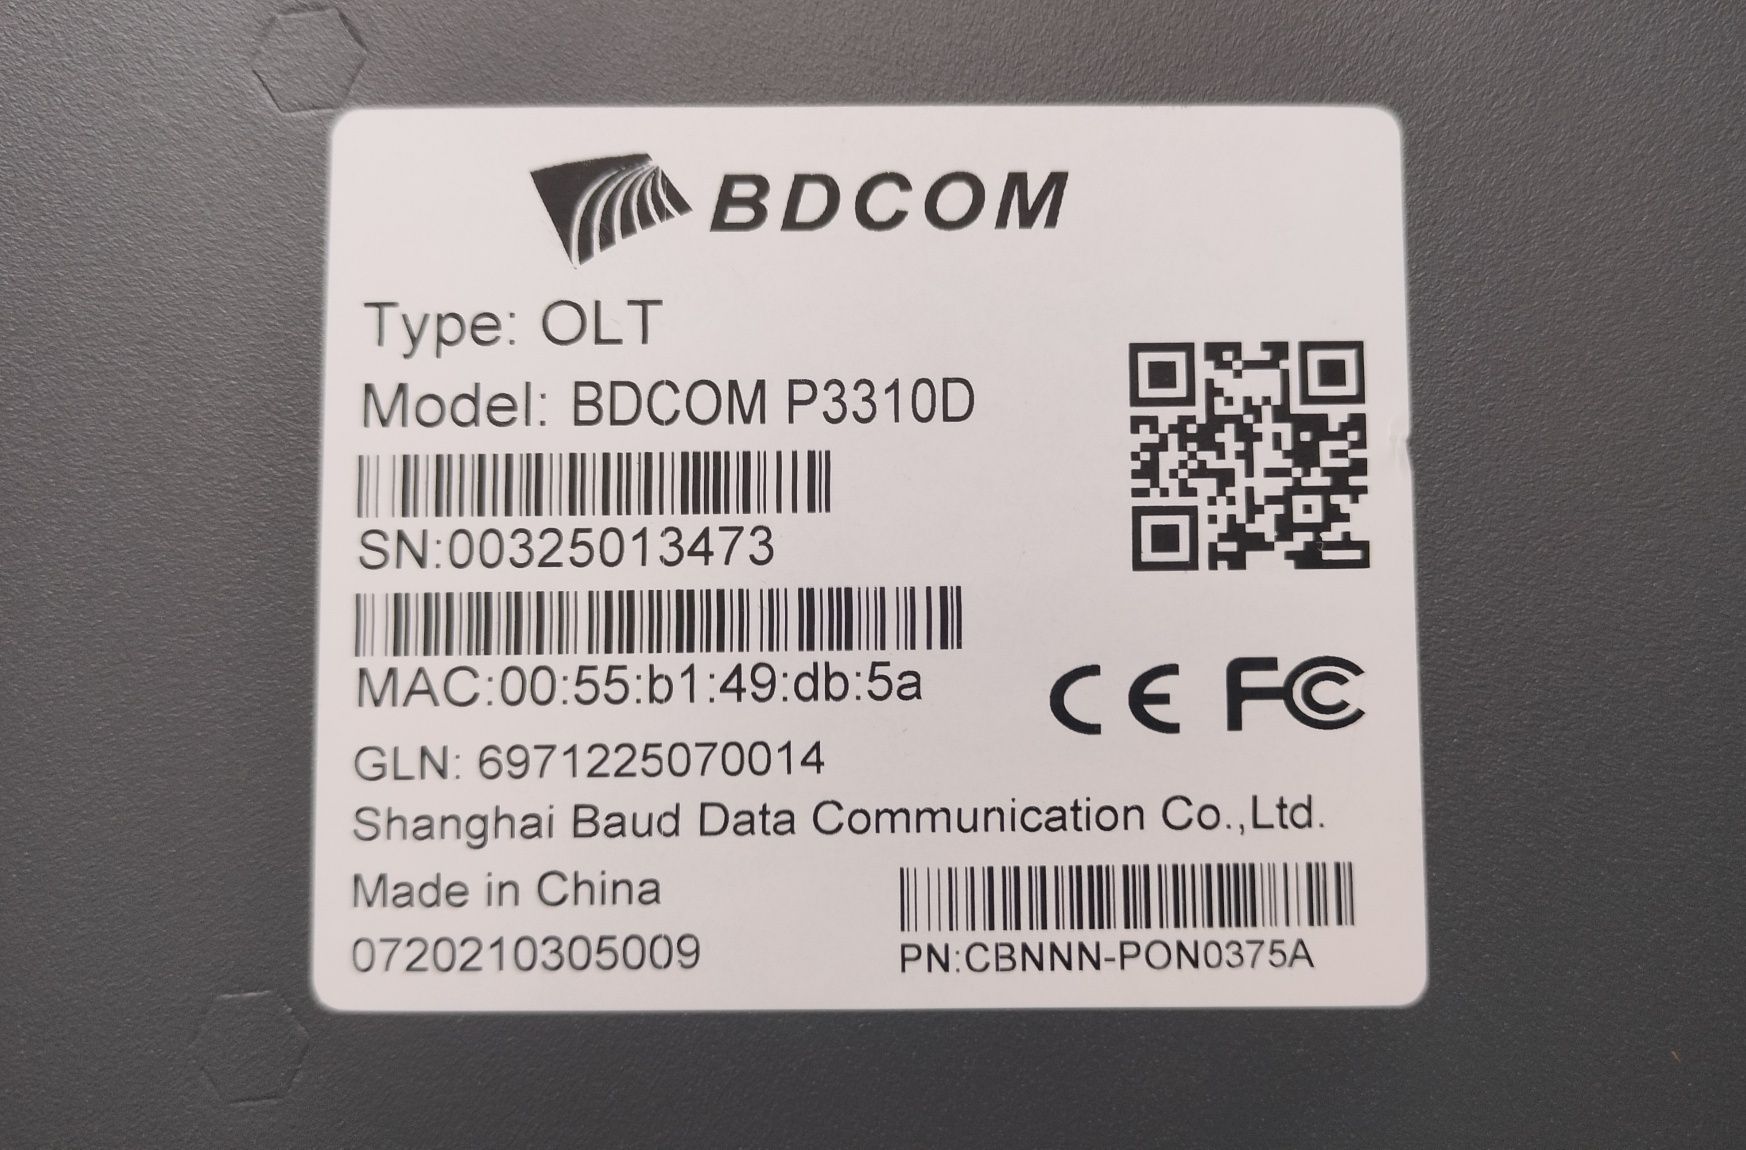 BDCOM
Type: OLT
Model: BDCOM P3310D
SN:00325013473
MAC:00:55:b1:49:db:5a
CE FC
GLN: 6971225070014
Shanghai Baud Data Communication Co.,Ltd.
Made in China
0720210305009
PN:CBNNN-PON0375A